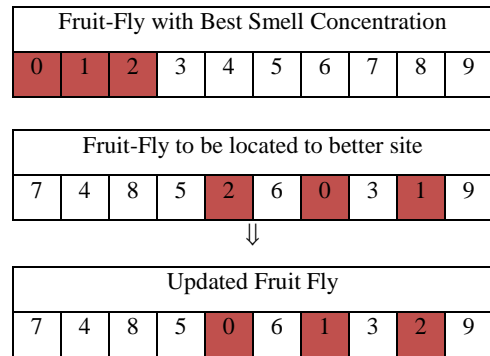 Fruit-Fly with Best Smell Concentration
0 1 2 3 4 5 6 7 8 9
Fruit-Fly to be located to better site
7 4 8 5 2 6 0 3 1 9
⇓
Updated Fruit Fly
7 4 8 5 0 6 1 3 2 9